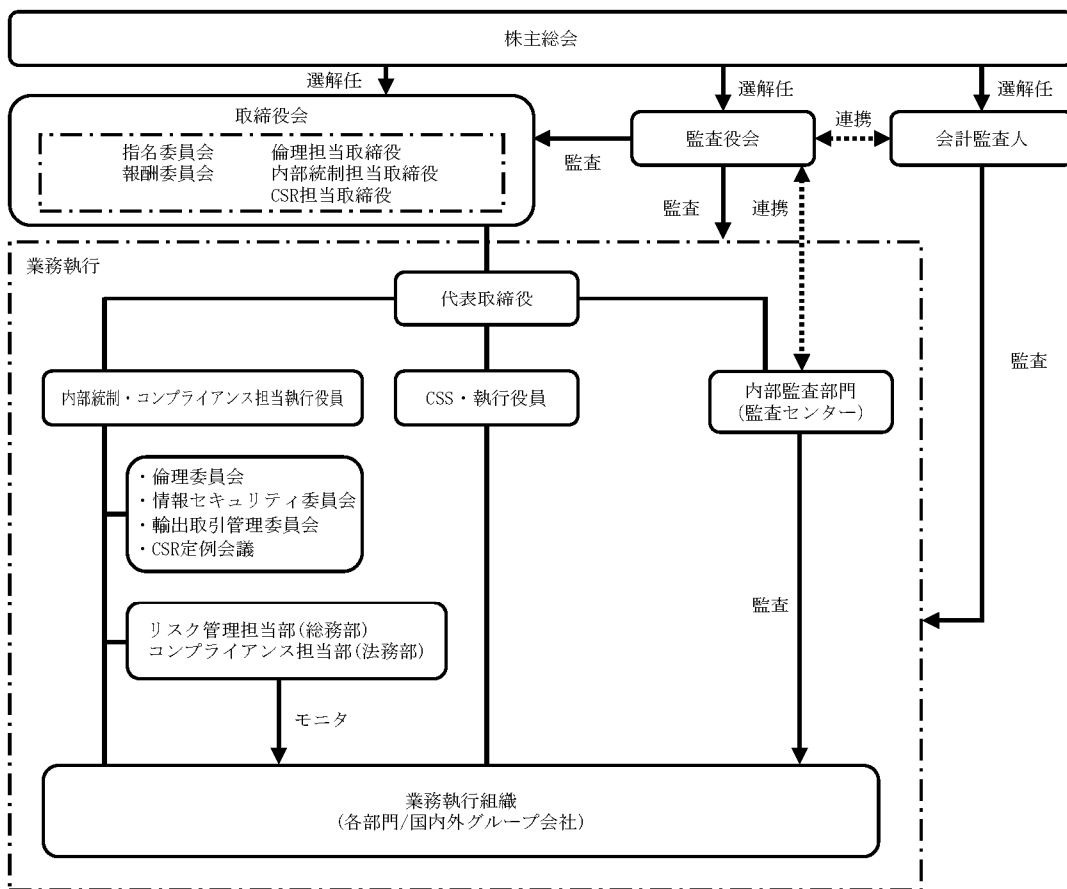 株主総会
選解任
選解任
選解任
取締役会
指名委員会 倫理担当取締役
報酬委員会 内部統制担当取締役
CSR担当取締役
監査
監査役会
連携
会計監査人
監査
連携
業務執行
代表取締役
監査
内部統制・コンプライアンス担当執行役員
CSS・執行役員
内部監査部門
(監査センター)
・倫理委員会
・情報セキュリティ委員会
・輸出取引管理委員会
・CSR定例会議
監査
リスク管理担当部(総務部)
コンプライアンス担当部(法務部)
モニタ
業務執行組織
(各部門/国内外グループ会社)